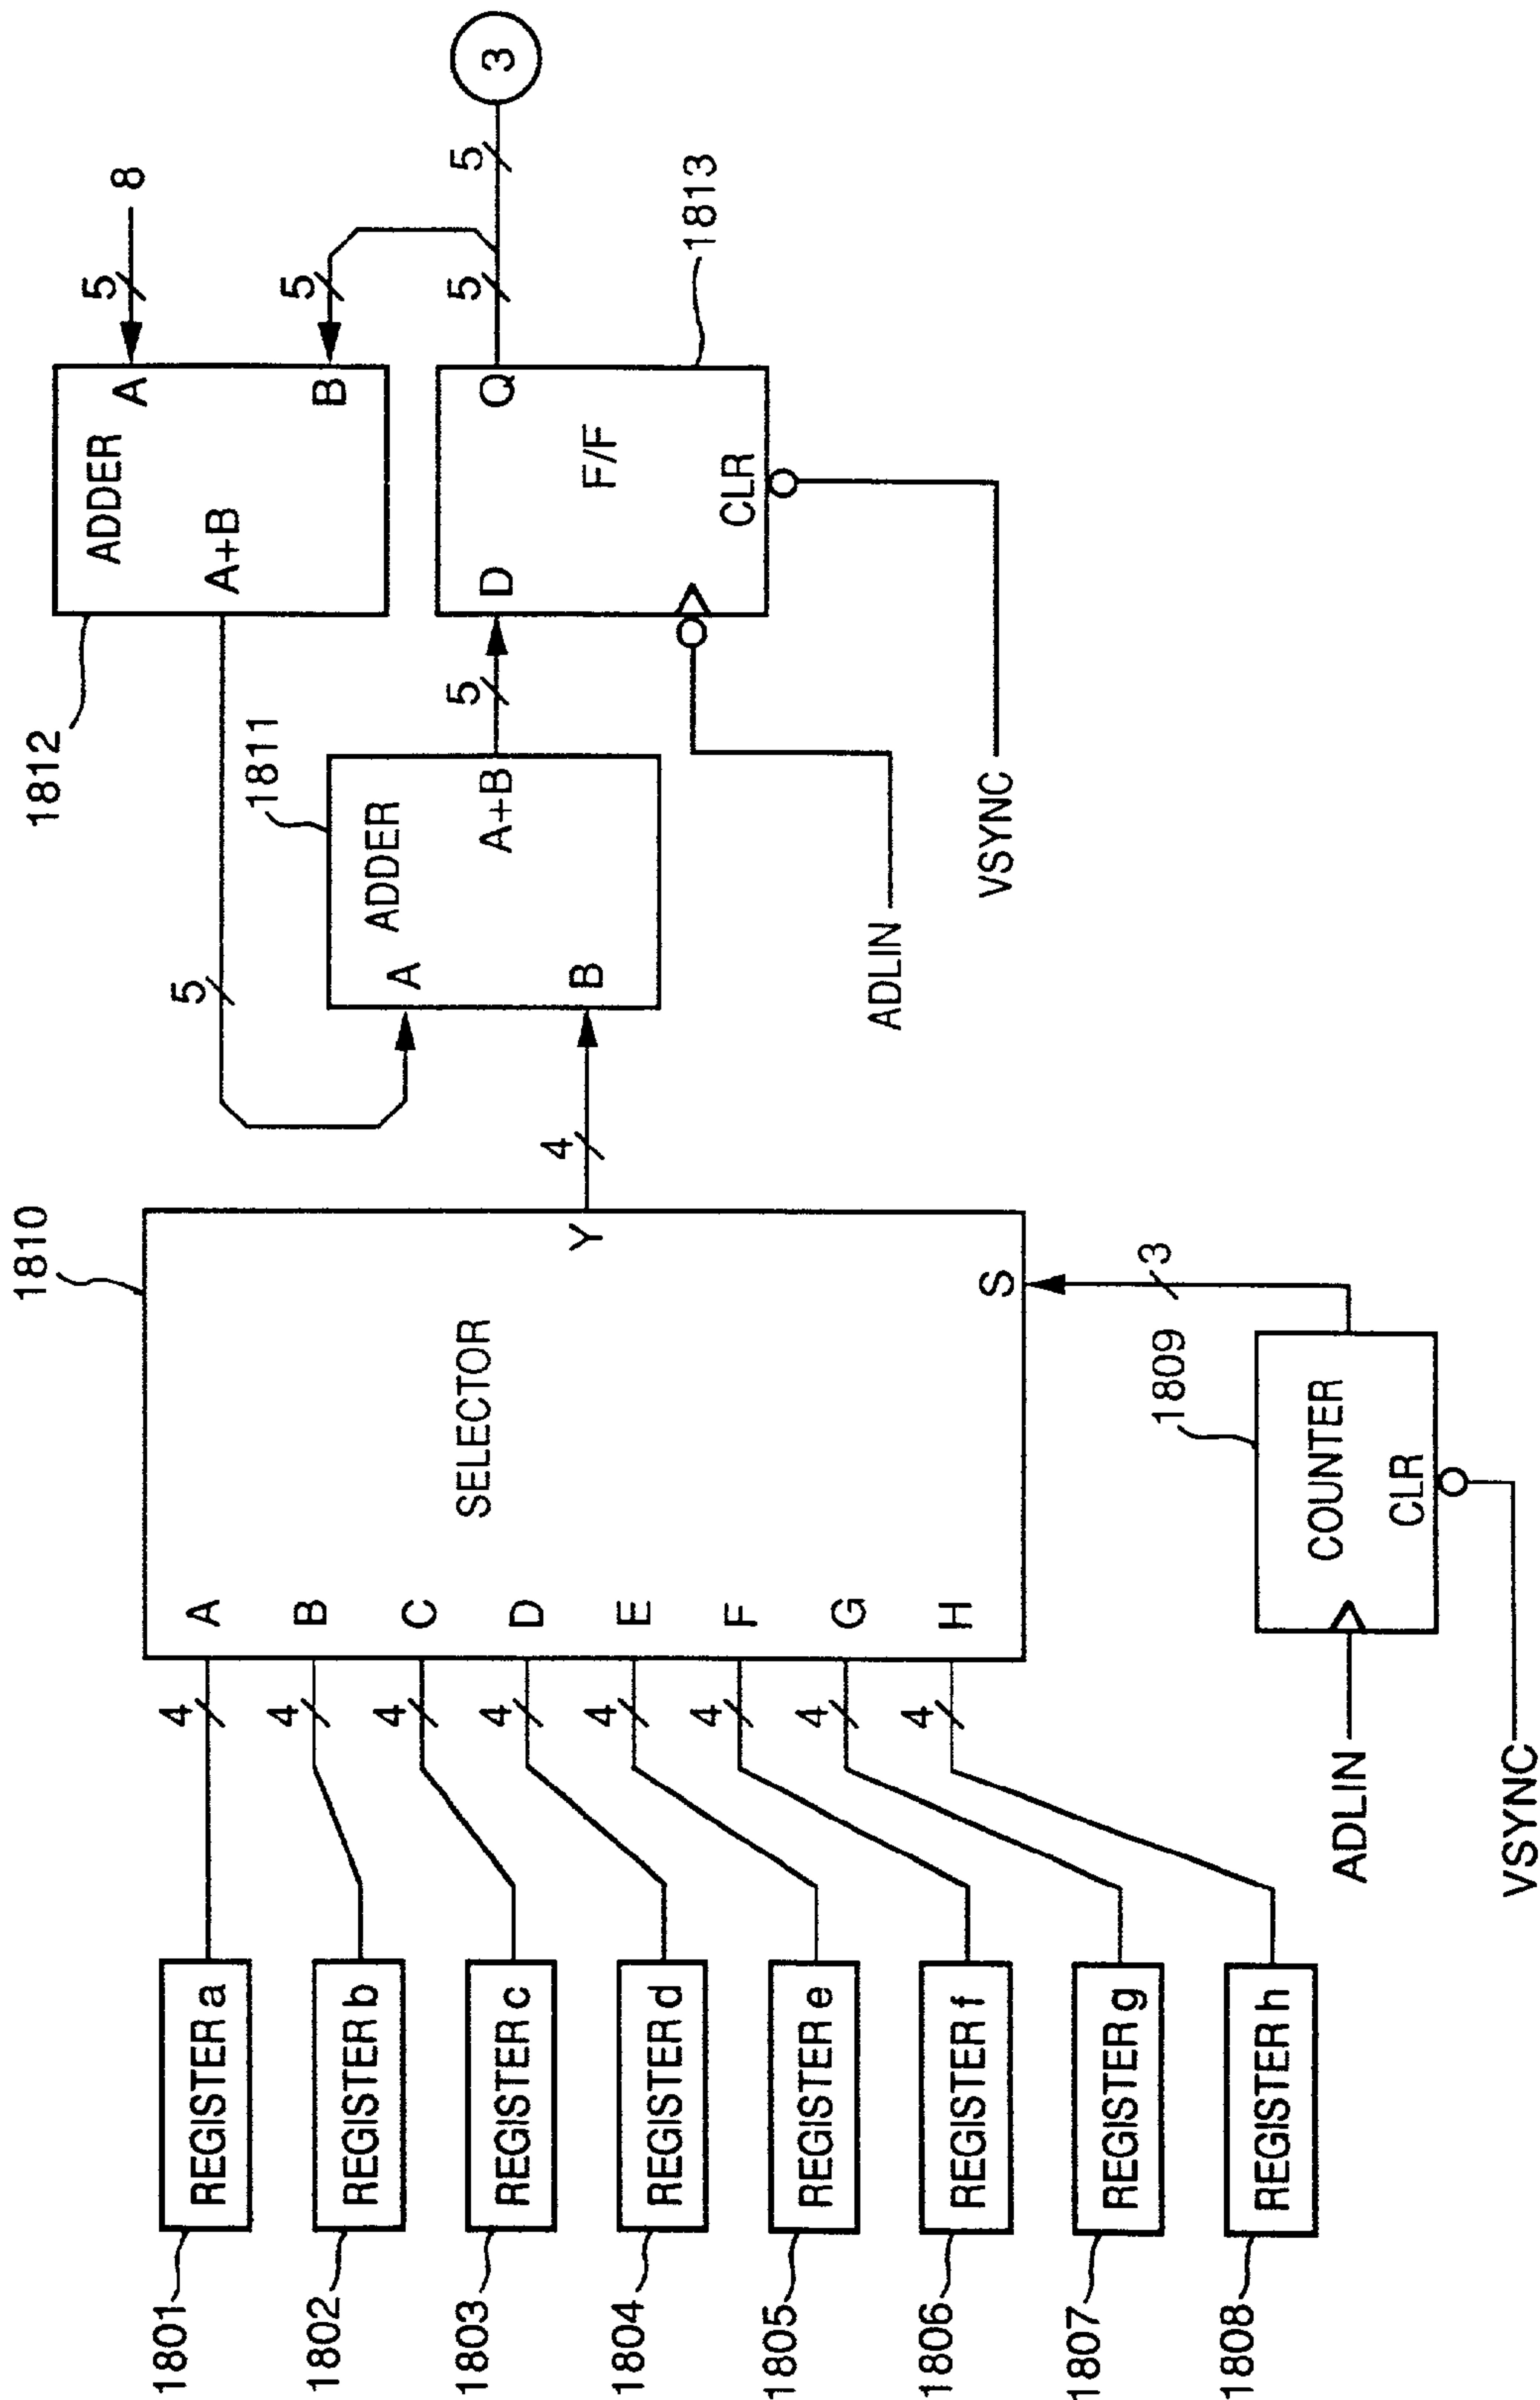 1801
REGISTER a
4
A
1802
REGISTER b
4
B
1803
REGISTER c
4
C
1804
REGISTER d
4
D
1805
REGISTER e
4
E
1806
REGISTER f
4
F
1807
REGISTER g
4
G
1808
REGISTER h
4
H
1810
SELECTOR
Y
S
3
1809
COUNTER
CLR
ADLIN
VSYNC
4
5
1811
ADDER
A
B
A+B
5
1812
ADDER
A+B
A
B
5
8
5
D
F/F
Q
CLR
1813
5
5
3
ADLIN
VSYNC